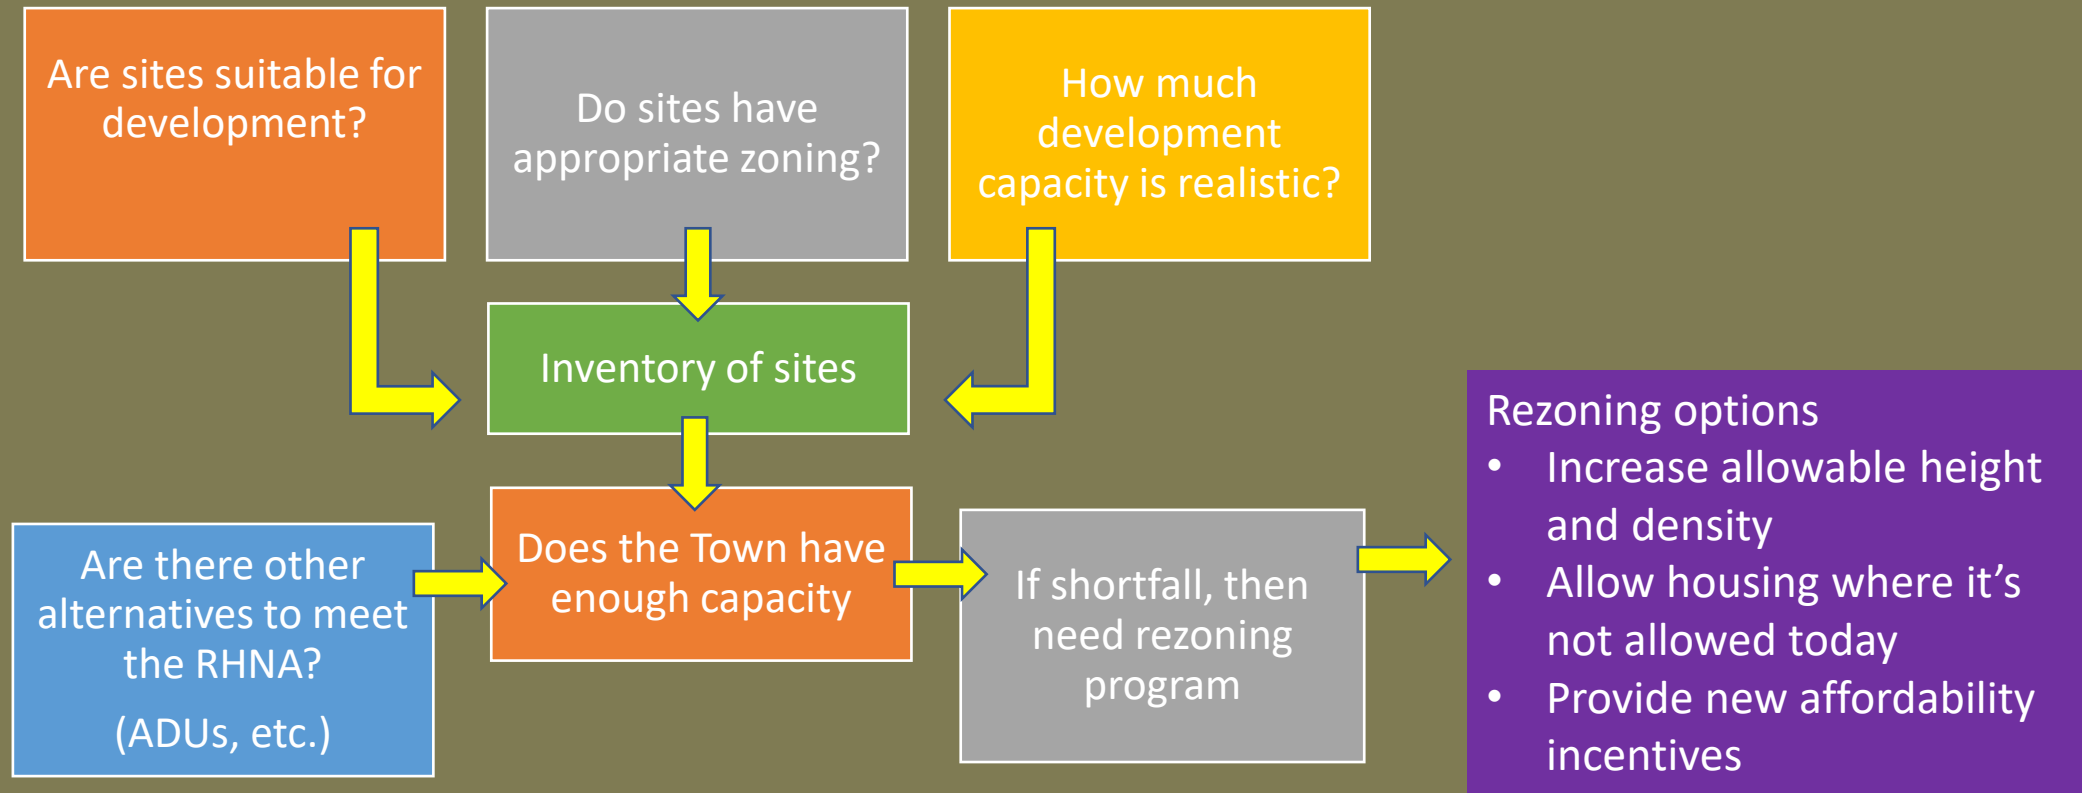 Are sites suitable for
development?
Do sites have
appropriate zoning?
How much
development
capacity is realistic?
Inventory of sites
Are there other
alternatives to meet
the RHNA?
(ADUs, etc.)
Does the Town have
enough capacity
If shortfall, then
need rezoning
program
Rezoning options
• Increase allowable height
and density
• Allow housing where it’s
not allowed today
• Provide new affordability
incentives